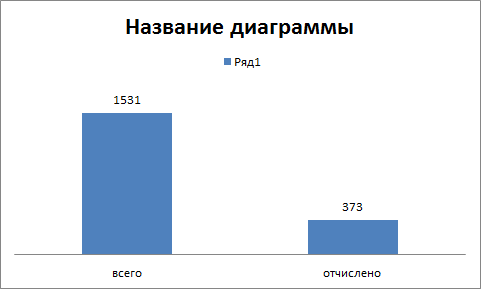 Название диаграммы
Ряд1
1531
373
всего
отчислено